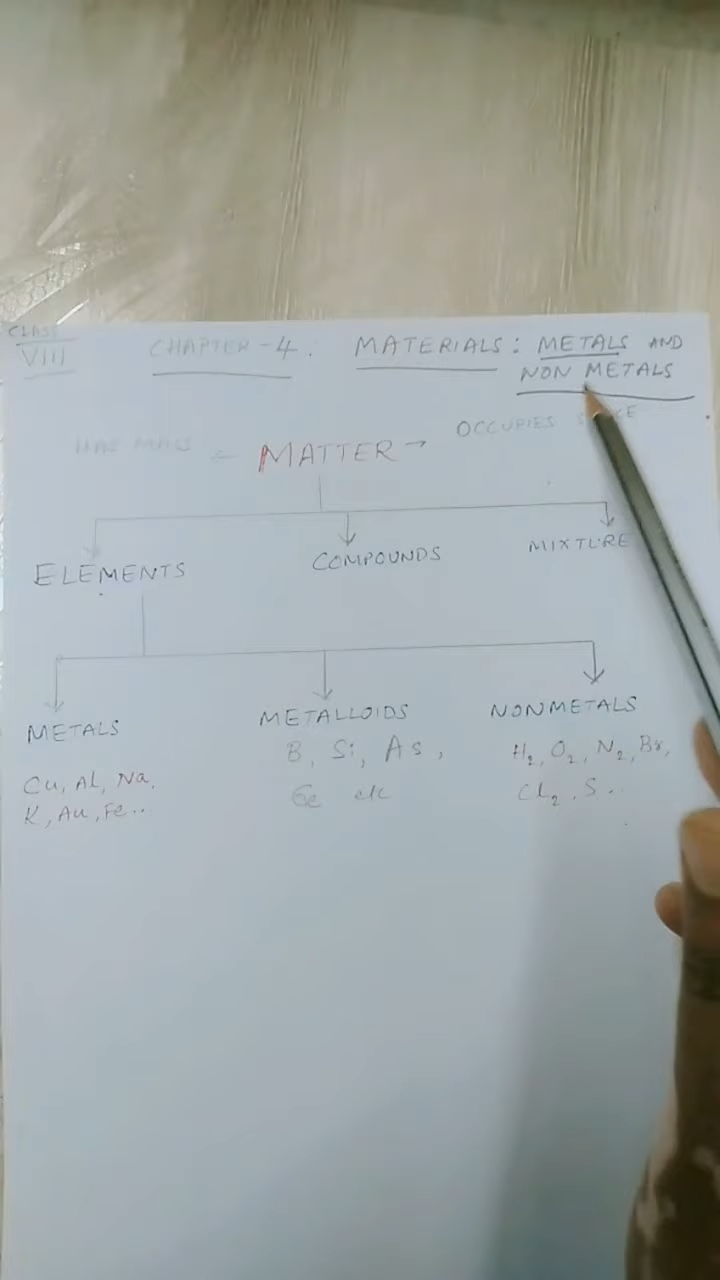 CLASS
VIII
CHAPTER-4: MATERIALS: METALS AND
NON METALS
HAS MASS ← MATTER → OCCUPIES
ELEMENTS COMPOUNDS MIXTURE
METALS METALLOIDS NONMETALS
Cu, Al, Na, B, Si, As, H₂, O₂, N₂, Br,
K, Au, Fe... Ge etc Cl₂, S..